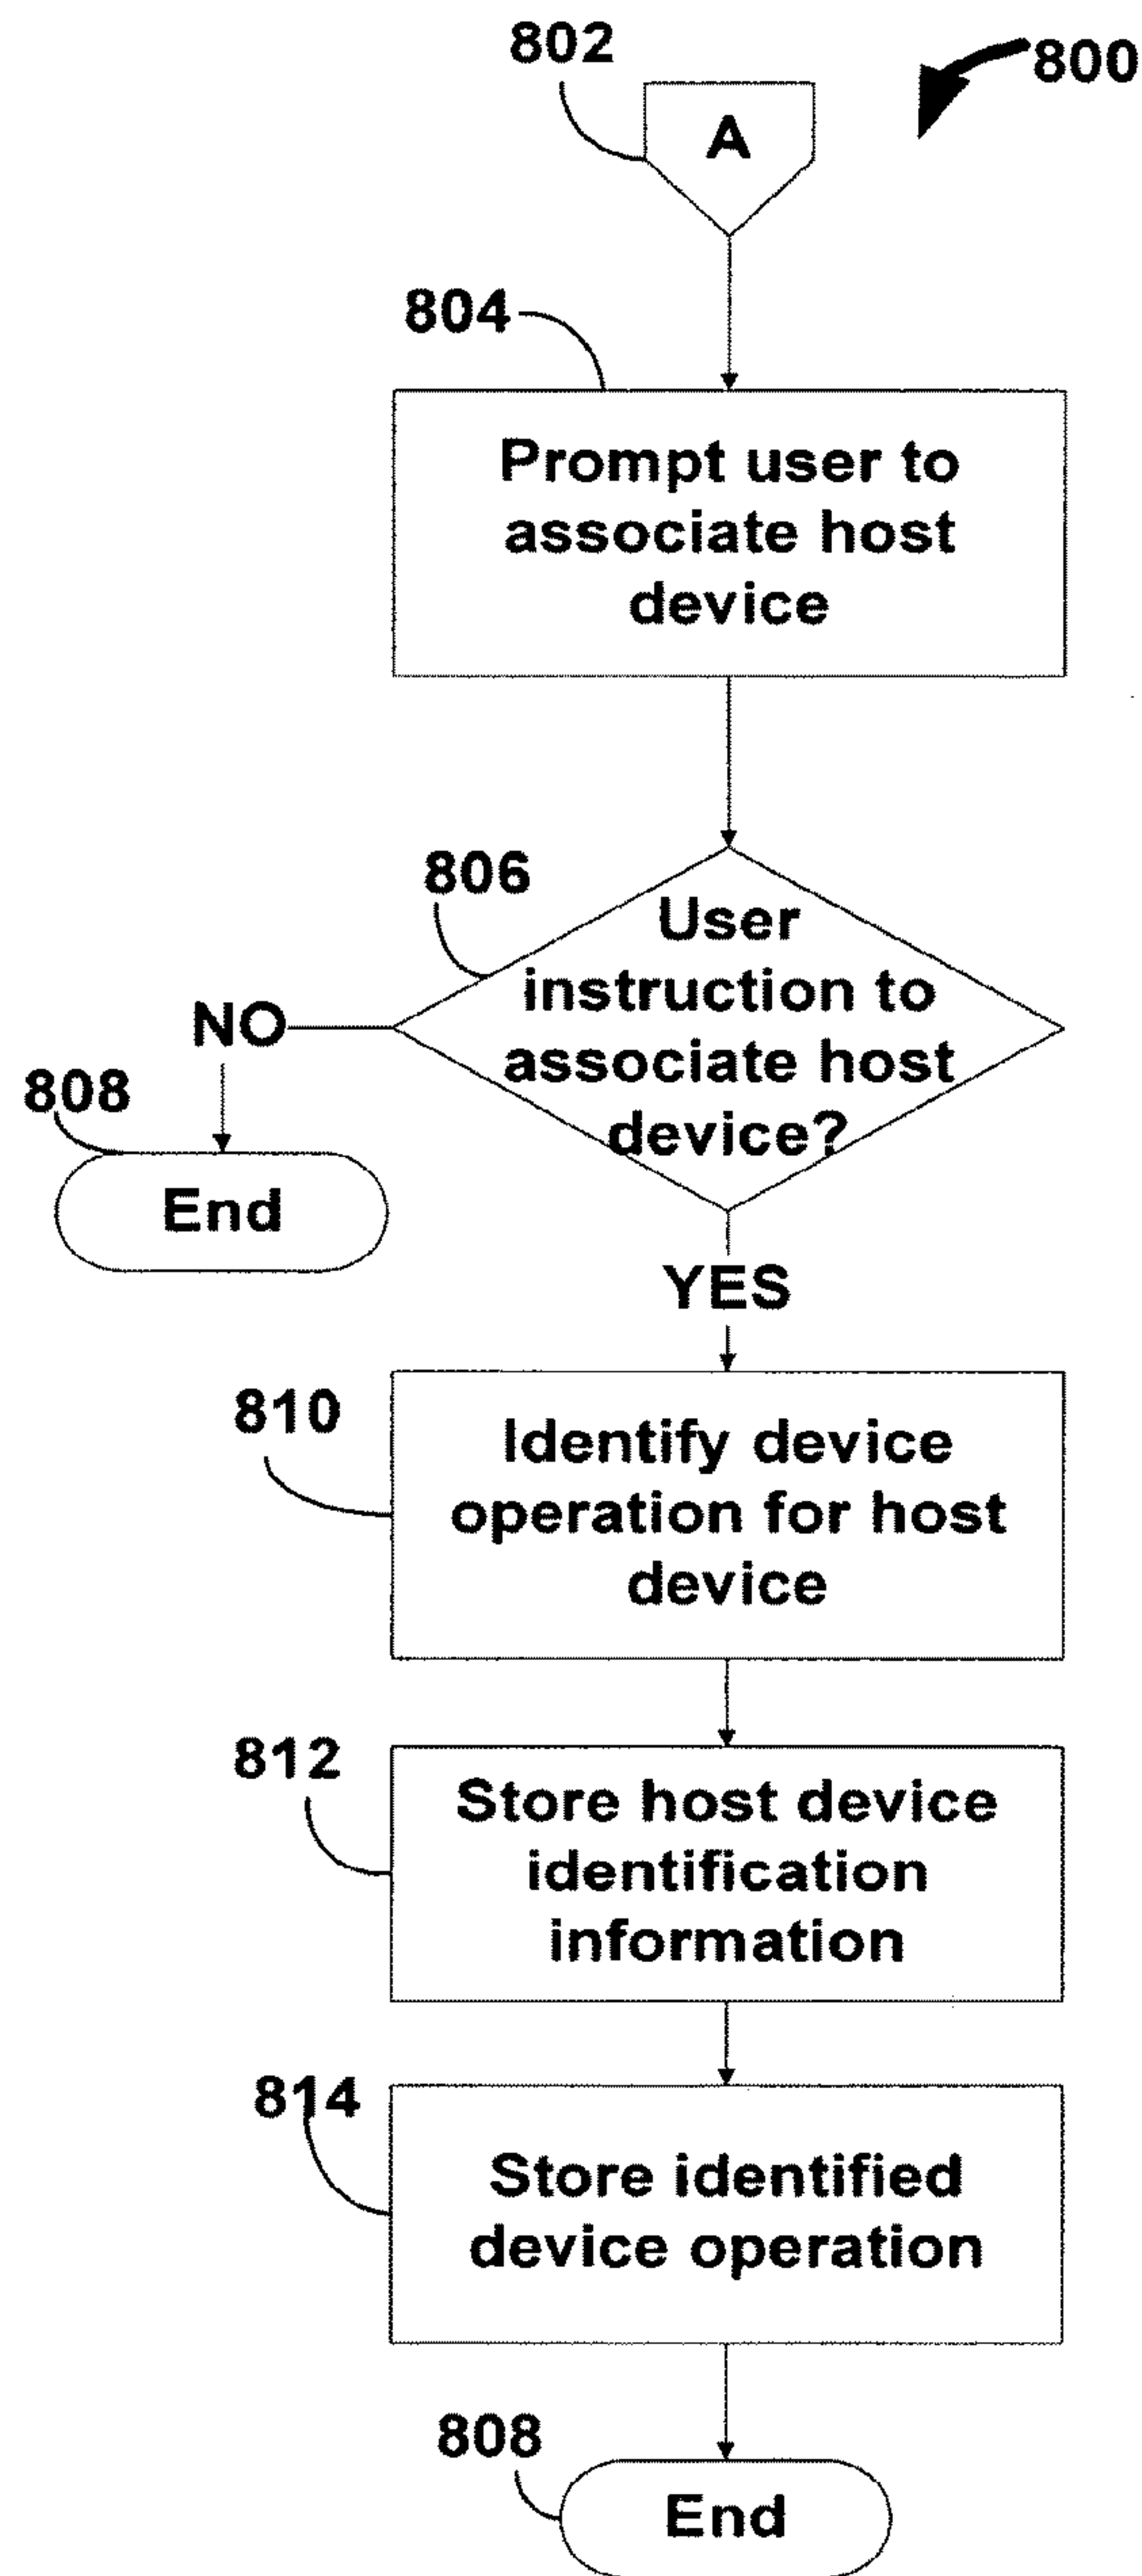 802
800
A
804
Prompt user to
associate host
device
806
User
instruction to
associate host
device?
NO
808
End
YES
810
Identify device
operation for host
device
812
Store host device
identification
information
814
Store identified
device operation
808
End